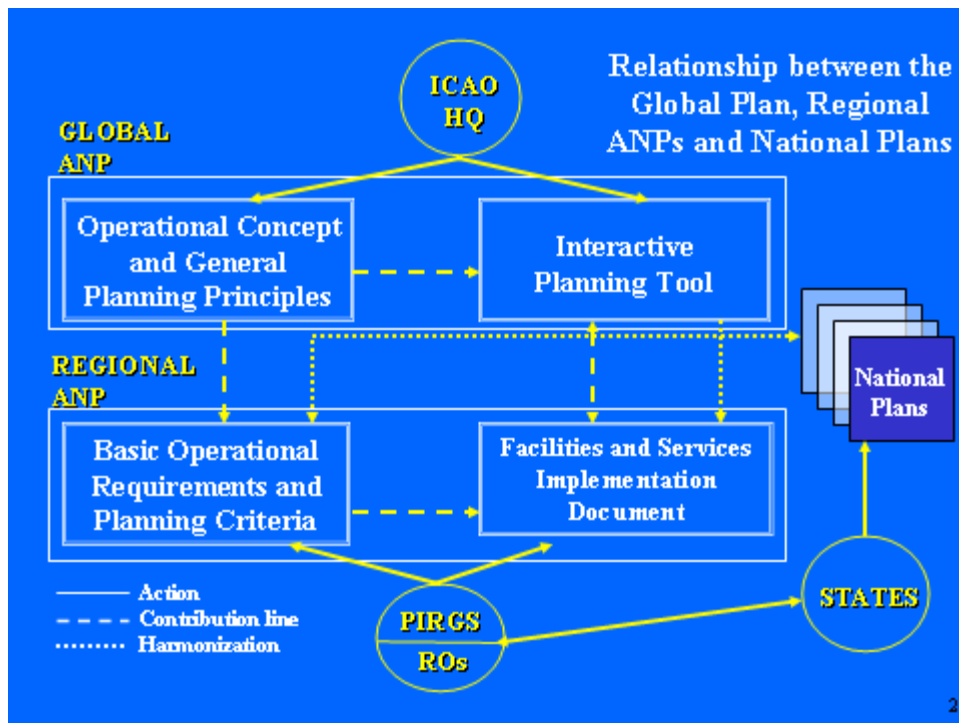 ICAO
HQ
Relationship between the
Global Plan, Regional
ANPs and National Plans
GLOBAL
ANP
Operational Concept
and General
Planning Principles
Interactive
Planning Tool
REGIONAL
ANP
National
Plans
Basic Operational
Requirements and
Planning Criteria
Facilities and Services
Implementation
Document
Action
Contribution line
Harmonization
PIRGS
ROs
STATES
2